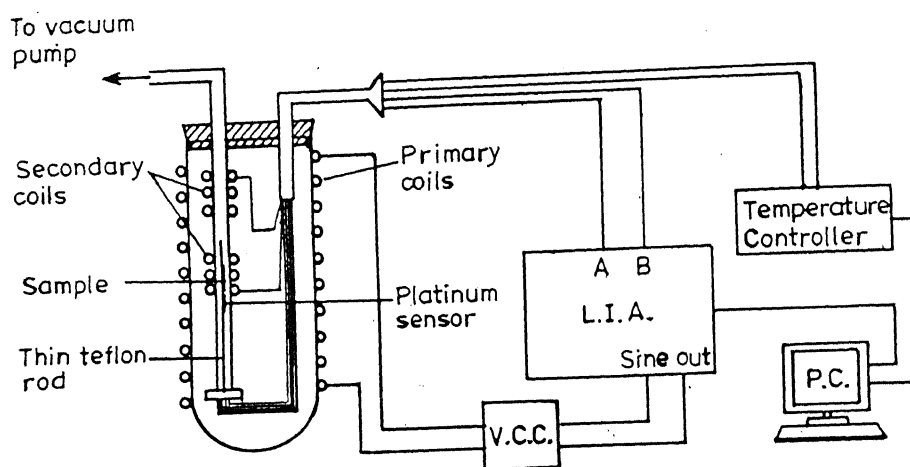 To vacuum
pump
Secondary
coils
Primary
coils
Sample
Platinum
sensor
Thin teflon
rod
Temperature
Controller
A B
L.I.A.
Sine out
V.C.C.
P.C.